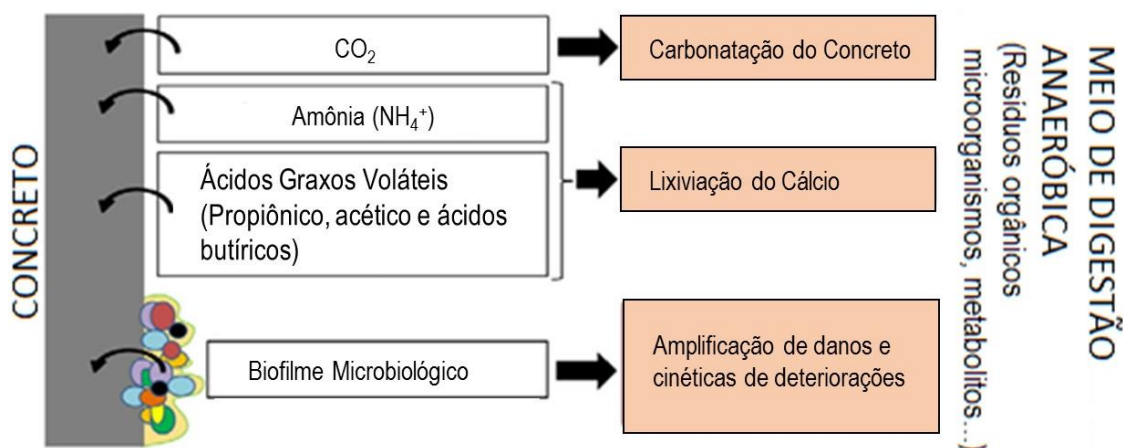 CONCRETO
CO₂
Carbonatação do Concreto
Amônia (NH₄⁺)
Ácidos Graxos Voláteis
(Propiônico, acético e ácidos
butíricos)
Lixiviação do Cálcio
Biofilme Microbiológico
Amplificação de danos e
cinéticas de deteriorações
MEIO DE DIGESTÃO
ANAERÓBICA
(Resíduos orgânicos
microorganismos, metabolitos...)